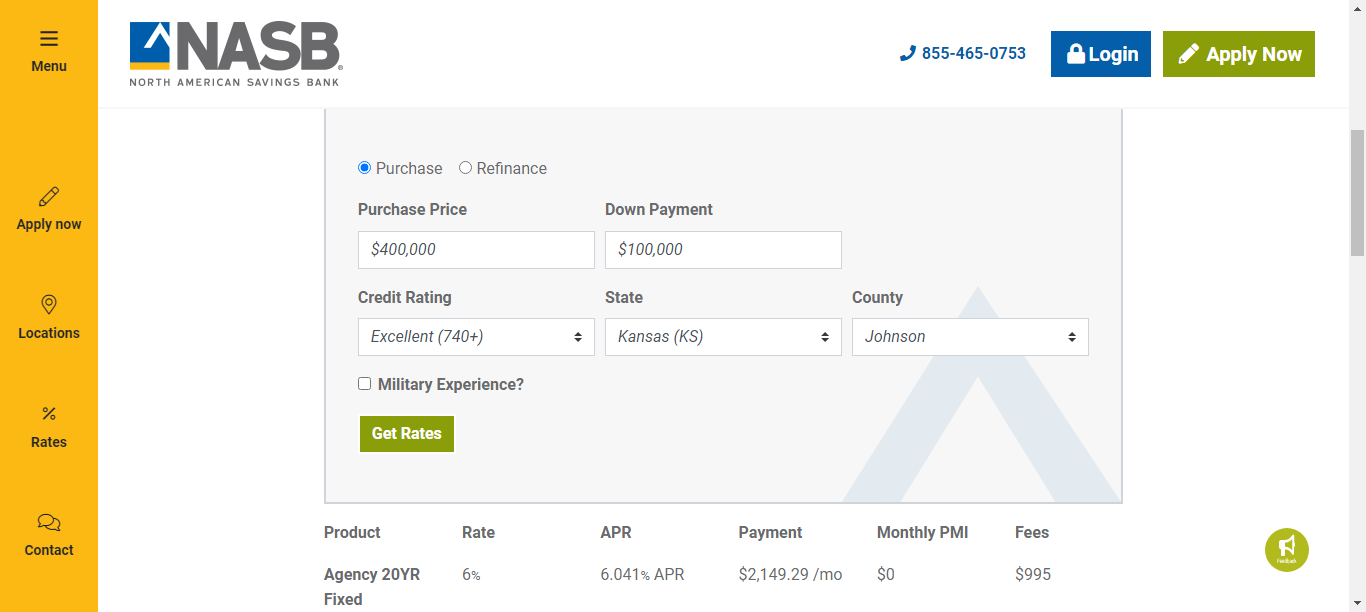 Menu
NASB
NORTH AMERICAN SAVINGS BANK
855-465-0753
Login
Apply Now
Apply now
Locations
Rates
Contact
Purchase Refinance
Purchase Price Down Payment
$400,000 $100,000
Credit Rating State County
Excellent (740+) Kansas (KS) Johnson
Military Experience?
Get Rates
Product Rate APR Payment Monthly PMI Fees
Agency 20YR 6% 6.041% APR $2,149.29 /mo $0 $995
Fixed
Feedback